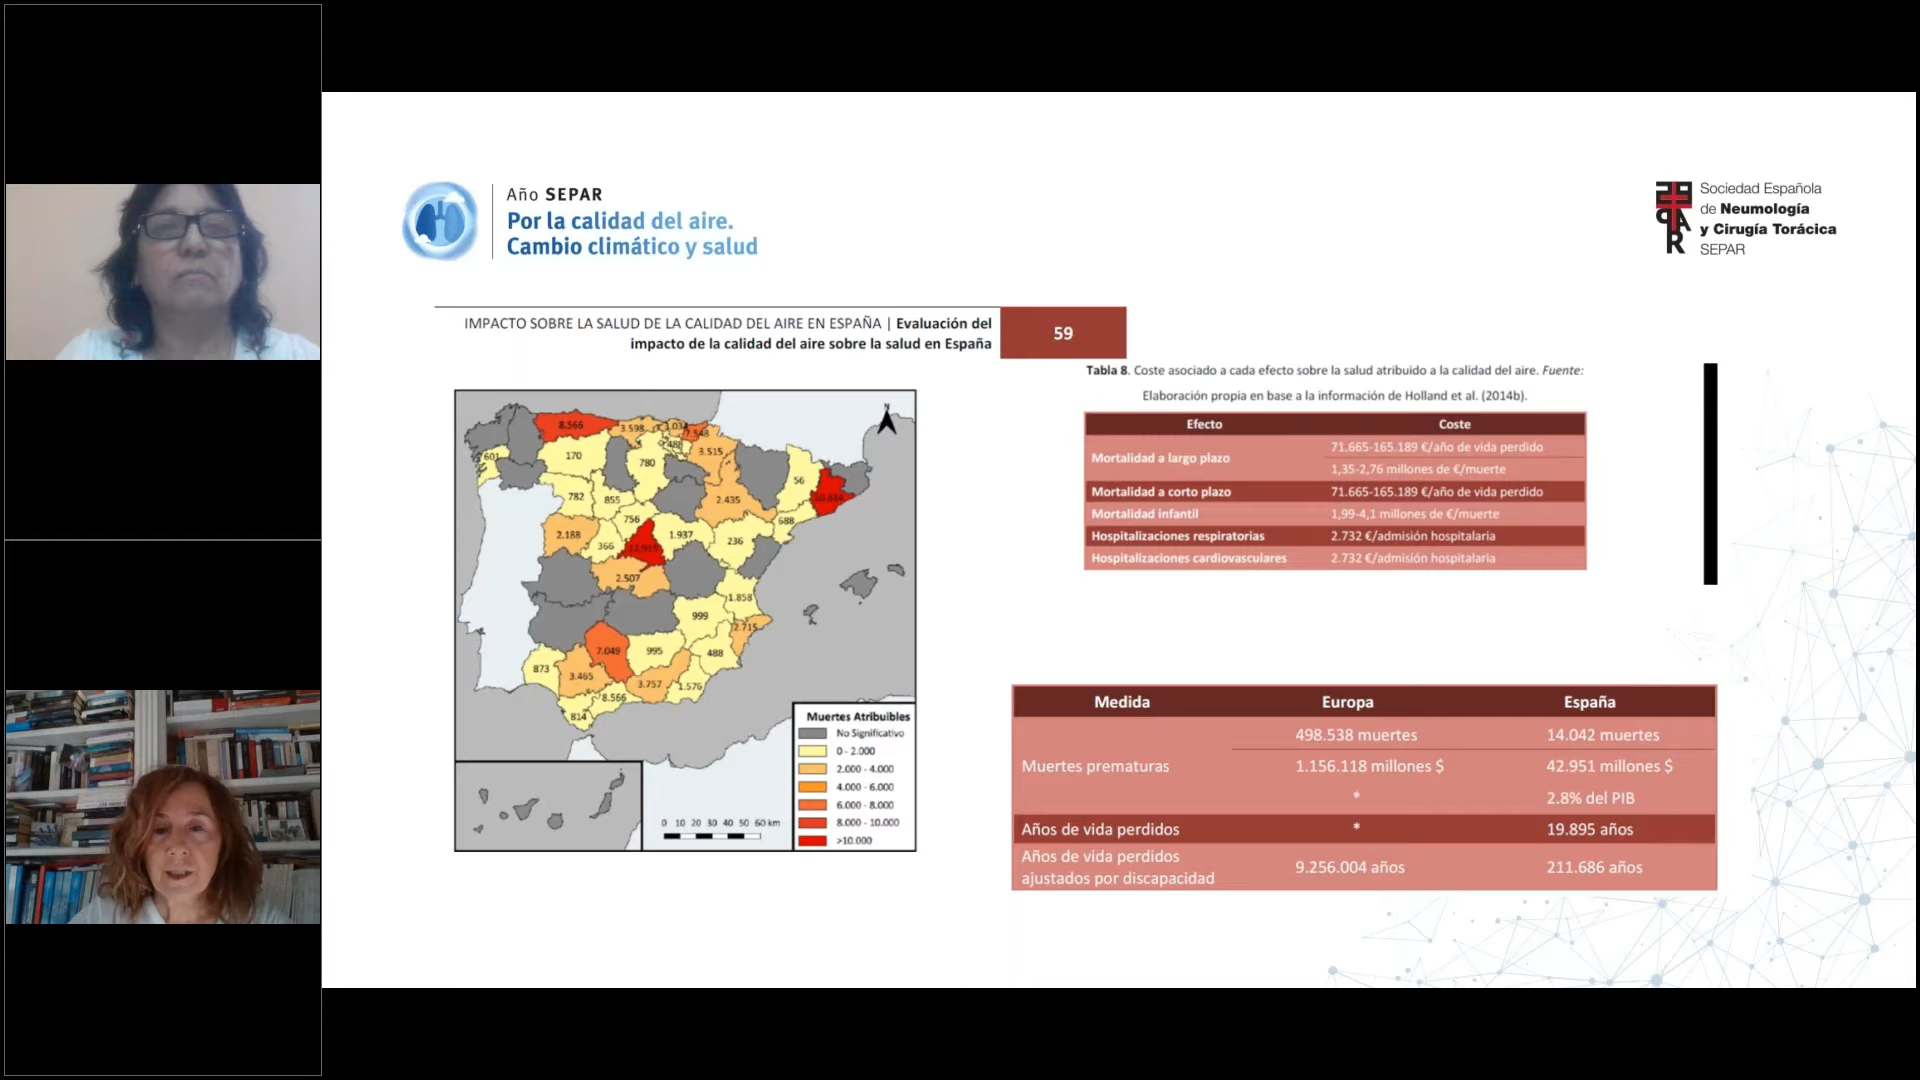 Año SEPAR
Por la calidad del aire.
Cambio climático y salud
Sociedad Española
de Neumología
y Cirugía Torácica
SEPAR
IMPACTO SOBRE LA SALUD DE LA CALIDAD DEL AIRE EN ESPAÑA | Evaluación del
impacto de la calidad del aire sobre la salud en España
59
N
8.566
3.598
7.548
601
170
780
3.515
56
782
855
2.435
756
688
2.188
366
1.937
236
2.507
1.858
999
2.715
7.049
995
488
873
3.465
3.757
1.576
8.566
814
Muertes Atribuibles
No Significativo
0 - 2.000
2.000 - 4.000
4.000 - 6.000
6.000 - 8.000
8.000 - 10.000
>10.000
0 10 20 30 40 50 60 km
Tabla 8. Coste asociado a cada efecto sobre la salud atribuido a la calidad del aire. Fuente:
Elaboración propia en base a la información de Holland et al. (2014b).
Efecto Coste
Mortalidad a largo plazo 71.665-165.189 €/año de vida perdido
1,35-2,76 millones de €/muerte
Mortalidad a corto plazo 71.665-165.189 €/año de vida perdido
Mortalidad infantil 1,99-4,1 millones de €/muerte
Hospitalizaciones respiratorias 2.732 €/admisión hospitalaria
Hospitalizaciones cardiovasculares 2.732 €/admisión hospitalaria
Medida Europa España
498.538 muertes 14.042 muertes
Muertes prematuras 1.156.118 millones $ 42.951 millones $
* 2.8% del PIB
Años de vida perdidos * 19.895 años
Años de vida perdidos
ajustados por discapacidad 9.256.004 años 211.686 años